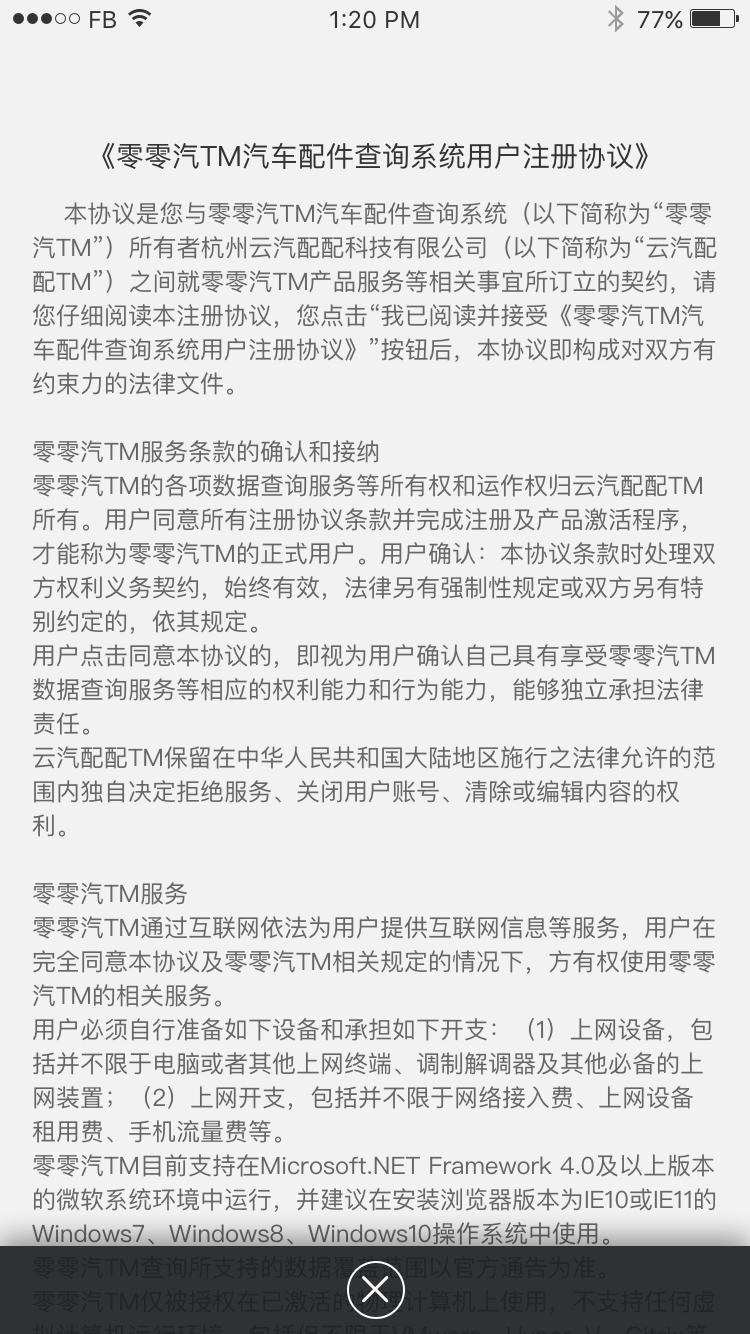 FB 1:20 PM 77%
《零零汽TM汽车配件查询系统用户注册协议》
本协议是您与零零汽TM汽车配件查询系统（以下简称为“零零
汽TM”）所有者杭州云汽配配科技有限公司（以下简称为“云汽配
配TM”）之间就零零汽TM产品服务等相关事宜所订立的契约，请
您仔细阅读本注册协议，您点击“我已阅读并接受《零零汽TM汽
车配件查询系统用户注册协议》”按钮后，本协议即构成对双方有
约束力的法律文件。
零零汽TM服务条款的确认和接纳
零零汽TM的各项数据查询服务等所有权和运作权归云汽配配TM
所有。用户同意所有注册协议条款并完成注册及产品激活程序，
才能称为零零汽TM的正式用户。用户确认：本协议条款时处理双
方权利义务契约，始终有效，法律另有强制性规定或双方另有特
别约定的，依其规定。
用户点击同意本协议的，即视为用户确认自己具有享受零零汽TM
数据查询服务等相应的权利能力和行为能力，能够独立承担法律
责任。
云汽配配TM保留在中华人民共和国大陆地区施行之法律允许的范
围内独自决定拒绝服务、关闭用户账号、清除或编辑内容的权
利。
零零汽TM服务
零零汽TM通过互联网依法为用户提供互联网信息等服务，用户在
完全同意本协议及零零汽TM相关规定的情况下，方有权使用零零
汽TM的相关服务。
用户必须自行准备如下设备和承担如下开支：（1）上网设备，包
括并不限于电脑或者其他上网终端、调制解调器及其他必备的上
网装置；（2）上网开支，包括并不限于网络接入费、上网设备
租用费、手机流量费等。
零零汽TM目前支持在Microsoft.NET Framework 4.0及以上版本
的微软系统环境中运行，并建议在安装浏览器版本为IE10或IE11的
Windows7、Windows8、Windows10操作系统中使用。
零零汽TM查询所支持的数据覆盖范围以官方通告为准。
零零汽TM仅被授权在已激活的物理计算机上使用，不支持任何虚